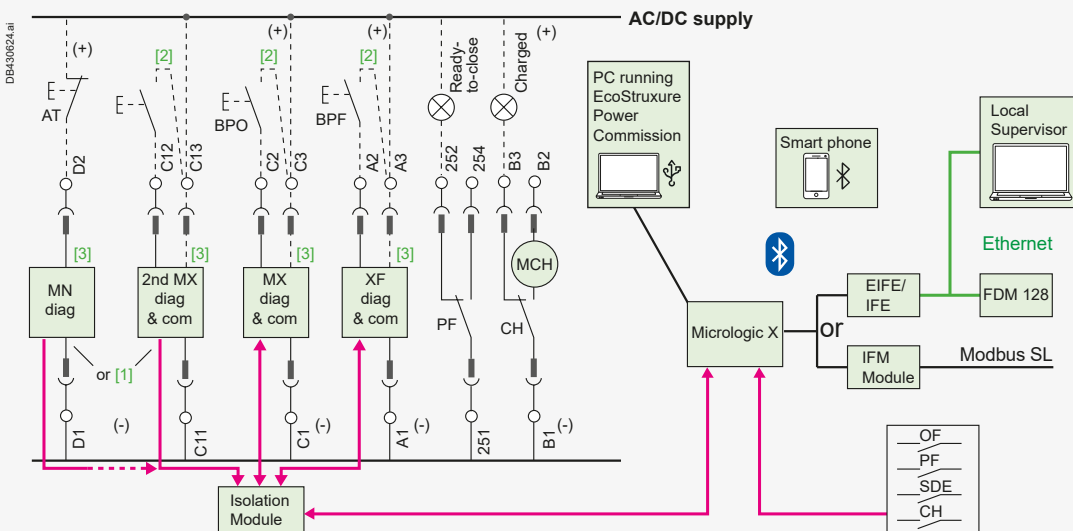 DB430624.ai
AC/DC supply
(+)
(+)
(+)
(+)
[2]
[2]
[2]
Ready-
to-close
Charged
AT
BPO
BPF
D2
C12
C13
C2
C3
A2
A3
252
254
B3
B2
[3]
[3]
[3]
[3]
MN
diag
2nd MX
diag
& com
MX
diag
& com
XF
diag
& com
MCH
PF
CH
or [1]
(-)
(-)
(-)
(-)
D1
C11
C1
A1
251
B1
Isolation
Module
PC running
EcoStruxure
Power
Commission
Smart phone
Local
Supervisor
Ethernet
EIFE/
IFE
FDM 128
Micrologic X
or
IFM
Module
Modbus SL
OF
PF
SDE
CH